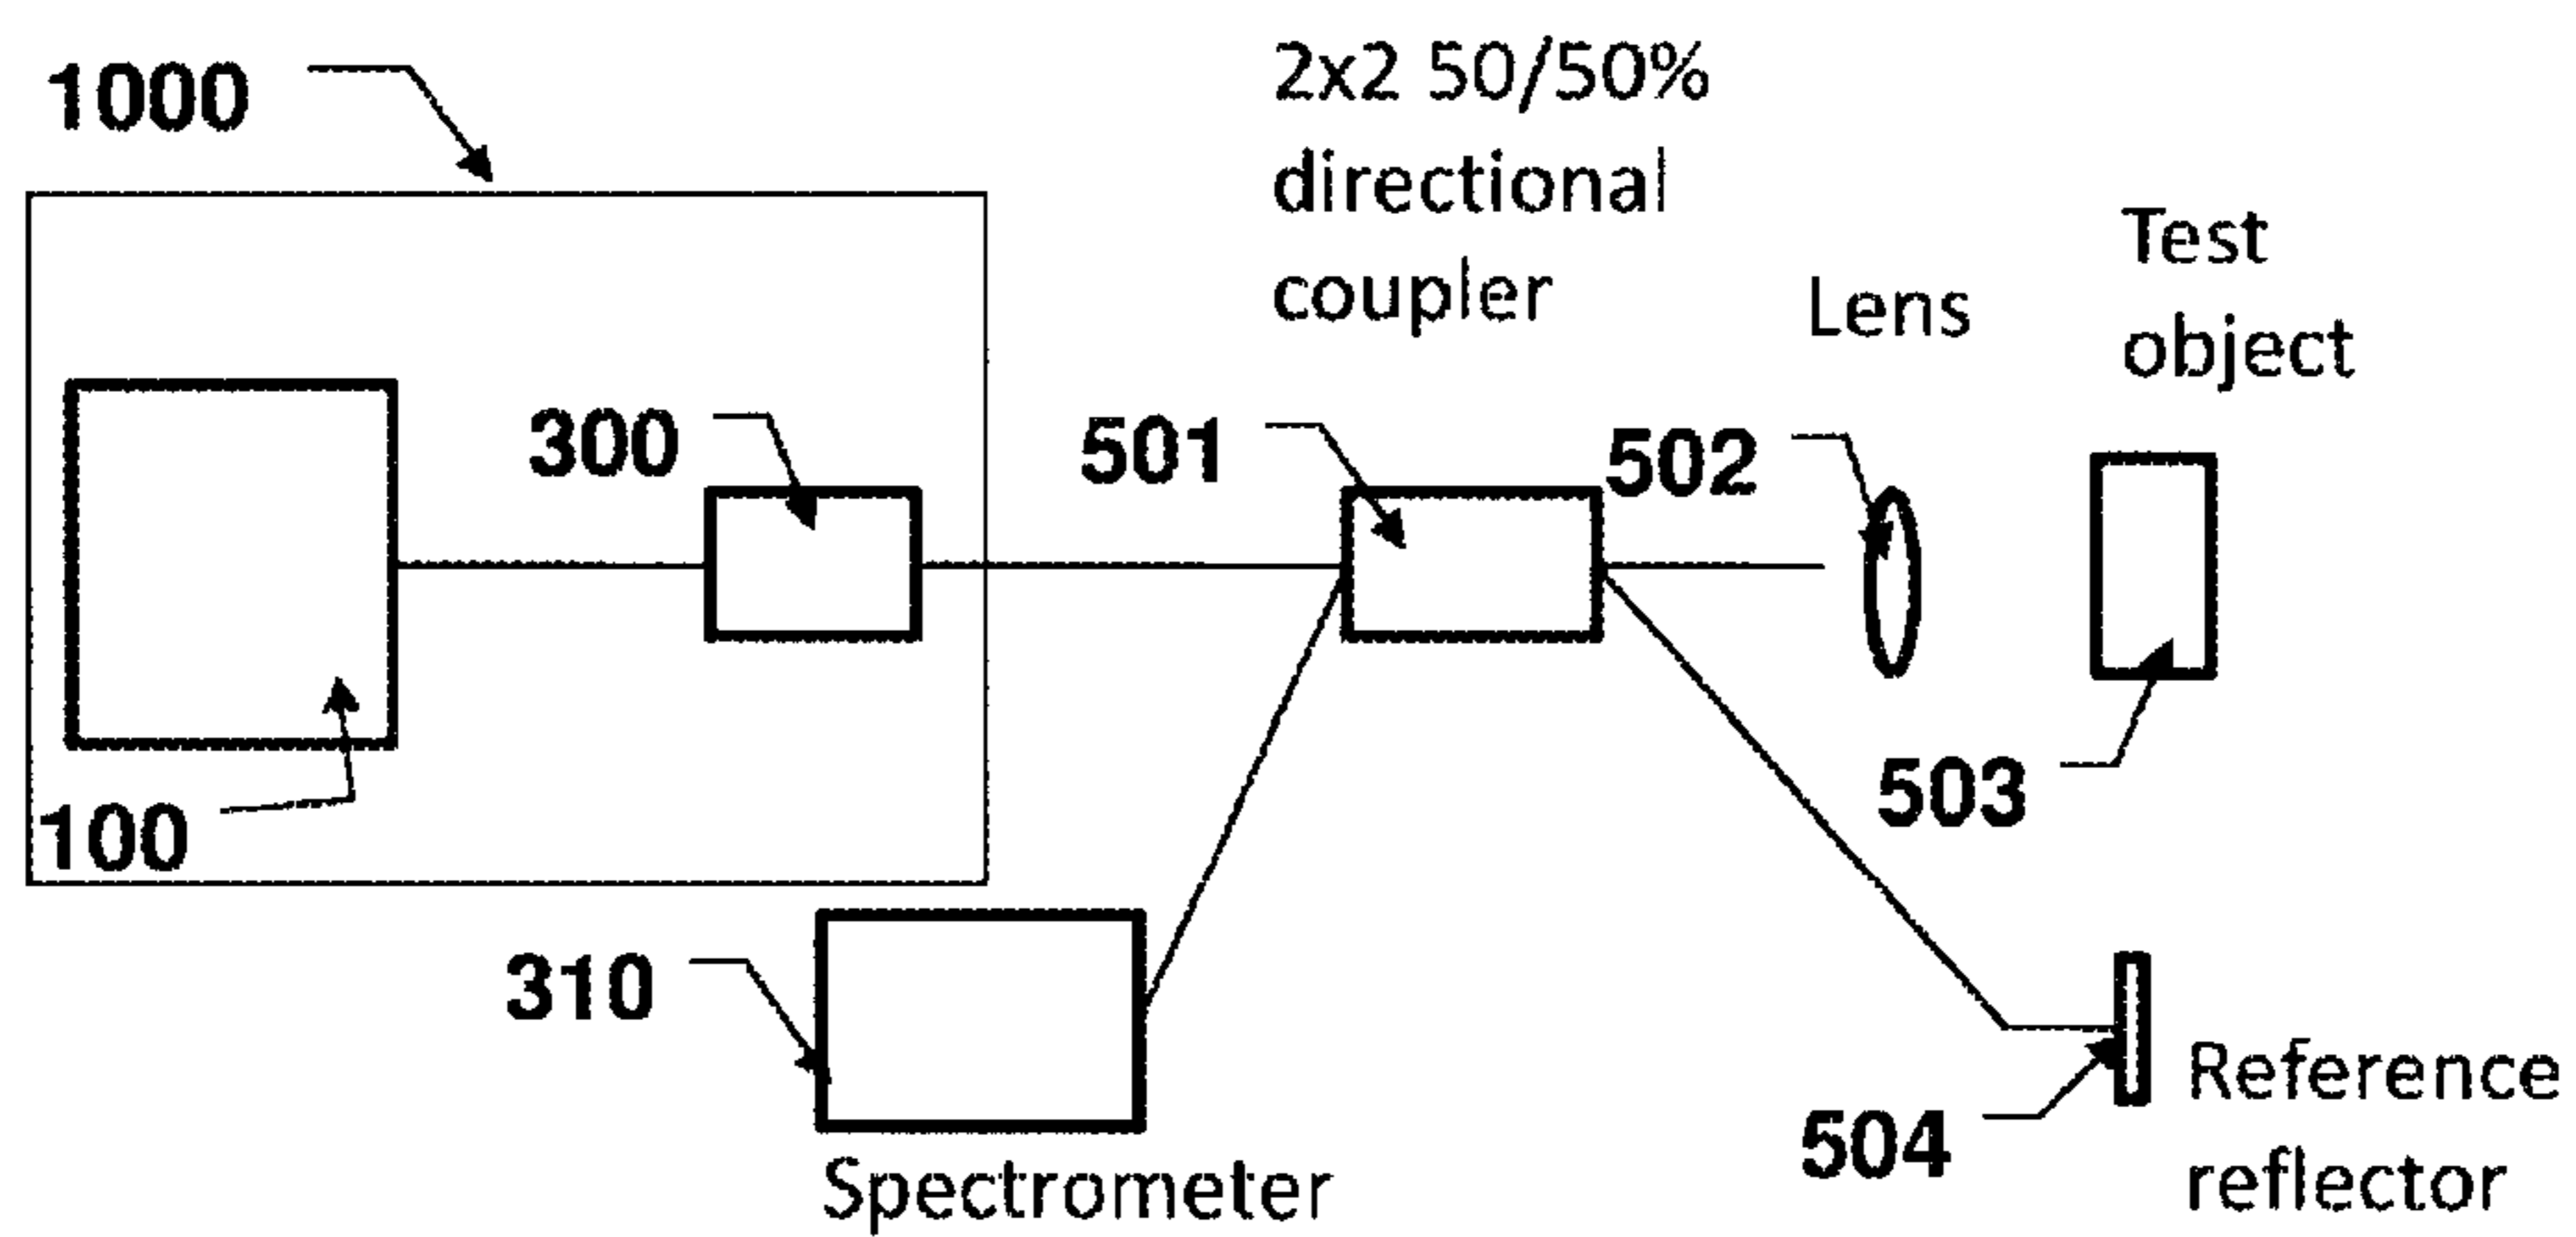 1000
2x2 50/50%
directional
coupler
Test
object
Lens
300
501
502
503
100
310
Spectrometer
504
Reference
reflector